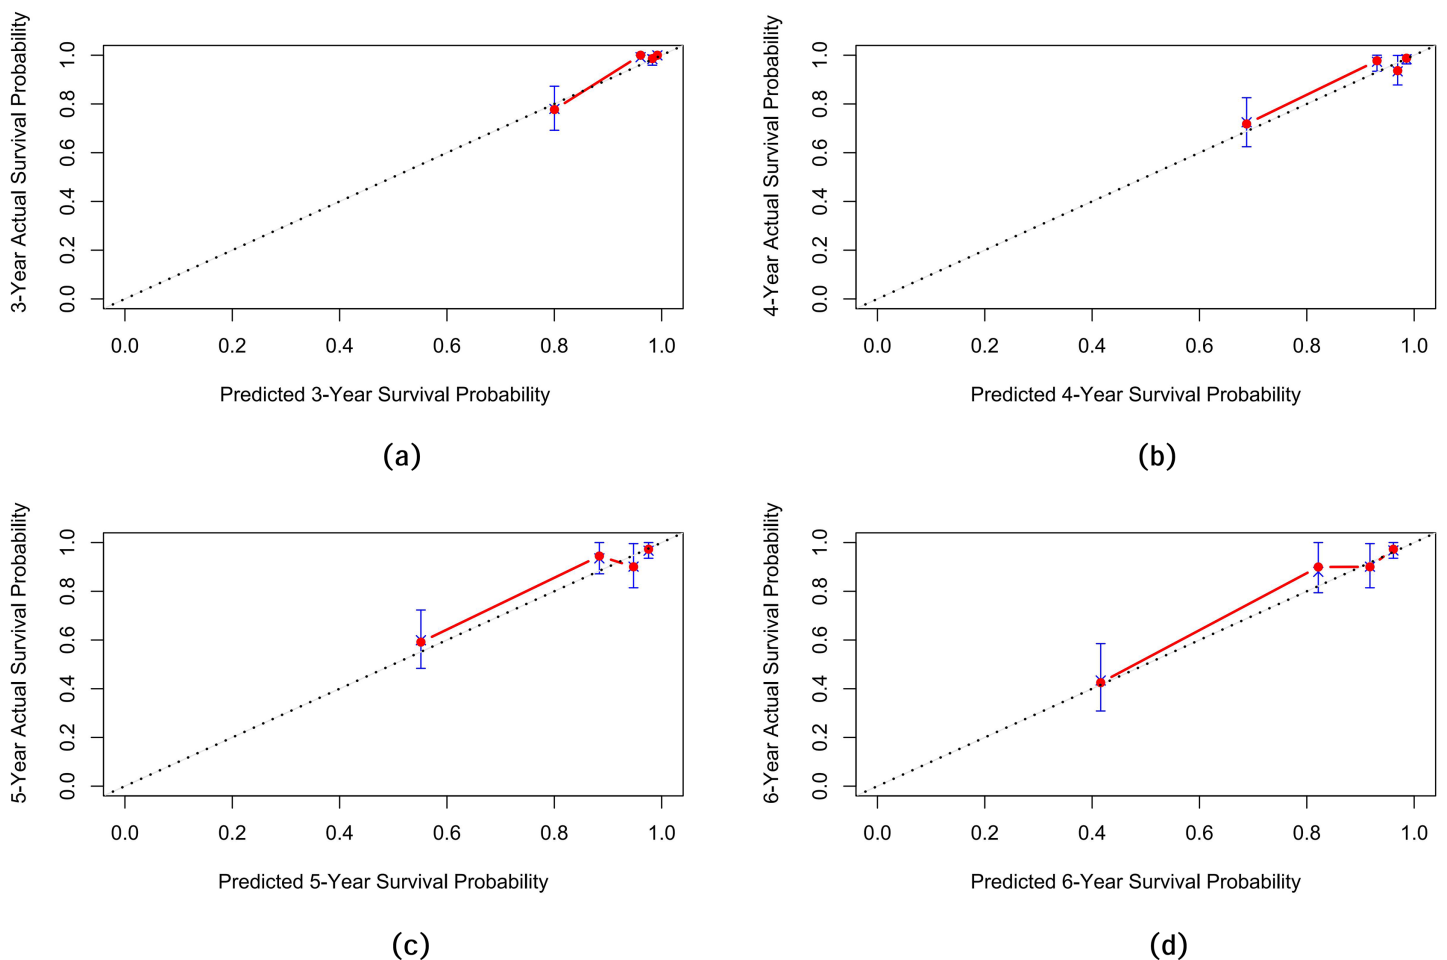 3-Year Actual Survival Probability
1.0
0.8
0.6
0.4
0.2
0.0
0.0 0.2 0.4 0.6 0.8 1.0
Predicted 3-Year Survival Probability
(a)
4-Year Actual Survival Probability
1.0
0.8
0.6
0.4
0.2
0.0
0.0 0.2 0.4 0.6 0.8 1.0
Predicted 4-Year Survival Probability
(b)
5-Year Actual Survival Probability
1.0
0.8
0.6
0.4
0.2
0.0
0.0 0.2 0.4 0.6 0.8 1.0
Predicted 5-Year Survival Probability
(c)
6-Year Actual Survival Probability
1.0
0.8
0.6
0.4
0.2
0.0
0.0 0.2 0.4 0.6 0.8 1.0
Predicted 6-Year Survival Probability
(d)